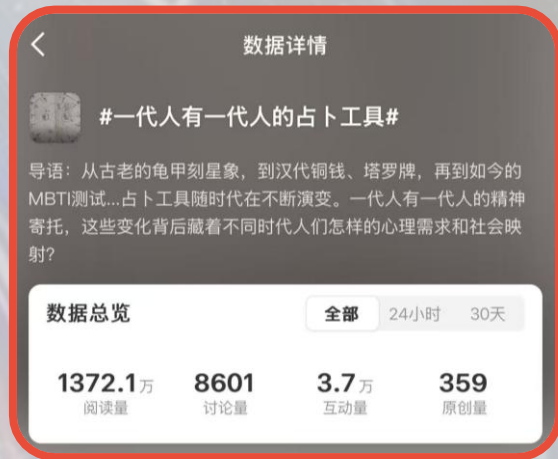 数据详情
#一代人有一代人的占卜工具#
导语：从古老的龟甲刻星象，到汉代铜钱、塔罗牌，再到如今的
MBTI测试...占卜工具随时代在不断演变。一代人有一代人的精神
寄托，这些变化背后藏着不同时代人们怎样的心理需求和社会映
射?
数据总览
全部 24小时 30天
1372.1万 8601 3.7万 359
阅读量 讨论量 互动量 原创量